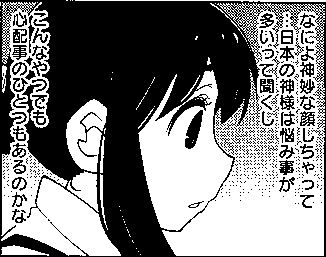 なによ神妙な顔しちゃって
…日本の神様は悩み事が
多いって聞くし
こんなやつでも
心配事のひとつもあるのかな